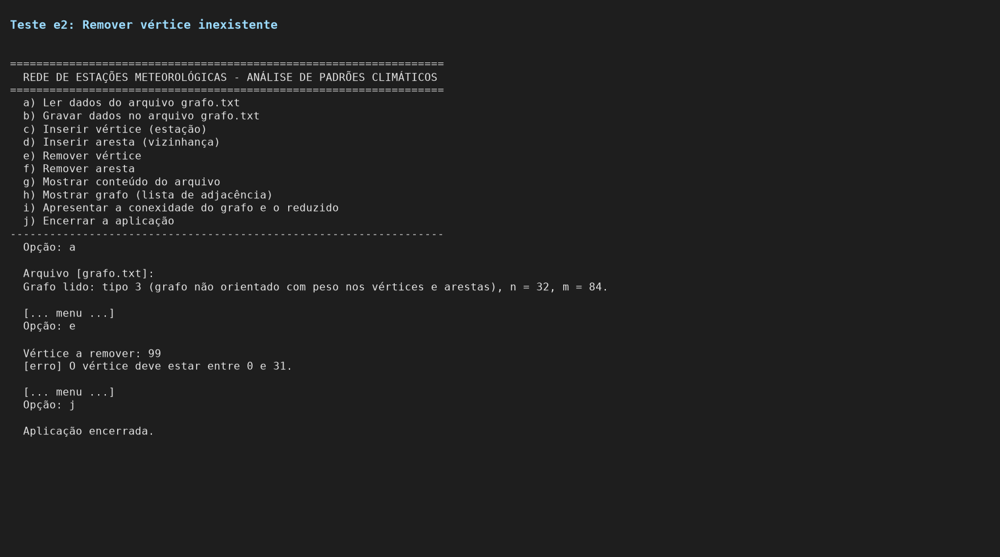 Teste e2: Remover vértice inexistente
==================================================================
REDE DE ESTAÇÕES METEOROLÓGICAS - ANÁLISE DE PADRÕES CLIMÁTICOS
==================================================================
a) Ler dados do arquivo grafo.txt
b) Gravar dados no arquivo grafo.txt
c) Inserir vértice (estação)
d) Inserir aresta (vizinhança)
e) Remover vértice
f) Remover aresta
g) Mostrar conteúdo do arquivo
h) Mostrar grafo (lista de adjacência)
i) Apresentar a conexidade do grafo e o reduzido
j) Encerrar a aplicação
------------------------------------------------------------------
Opção: a
Arquivo [grafo.txt]:
Grafo lido: tipo 3 (grafo não orientado com peso nos vértices e arestas), n = 32, m = 84.
[... menu ...]
Opção: e
Vértice a remover: 99
[erro] O vértice deve estar entre 0 e 31.
[... menu ...]
Opção: j
Aplicação encerrada.